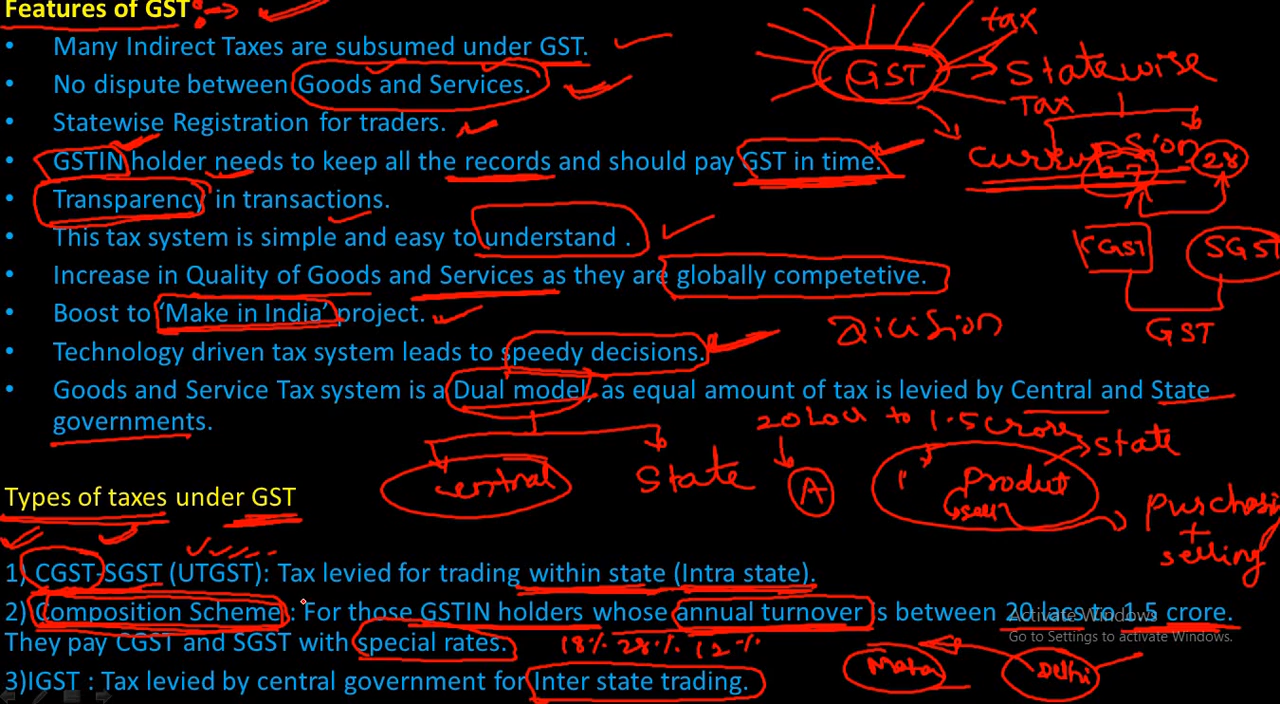 Features of GST :->
• Many Indirect Taxes are subsumed under GST.
• No dispute between Goods and Services.
• Statewise Registration for traders.
• GSTIN holder needs to keep all the records and should pay GST in time.
• Transparency in transactions.
• This tax system is simple and easy to understand .
• Increase in Quality of Goods and Services as they are globally competetive.
• Boost to ‘Make in India’ project.
• Technology driven tax system leads to speedy decisions.
• Goods and Service Tax system is a Dual model, as equal amount of tax is levied by Central and State
governments.
GST
tax
Statewise
Tax
28
CGST
SGST
GST
Dicision
Central
State
20 Lac to 1.5 crore
A
Product
sell
State
purchasing
+
selling
Types of taxes under GST
1) CGST-SGST (UTGST): Tax levied for trading within state (Intra state).
2) Composition Scheme : For those GSTIN holders whose annual turnover is between 20 lacs to 1.5 crore.
They pay CGST and SGST with special rates.
18% 28% 12%
3)IGST : Tax levied by central government for Inter state trading.
Delhi
Activate Windows
Go to Settings to activate Windows.